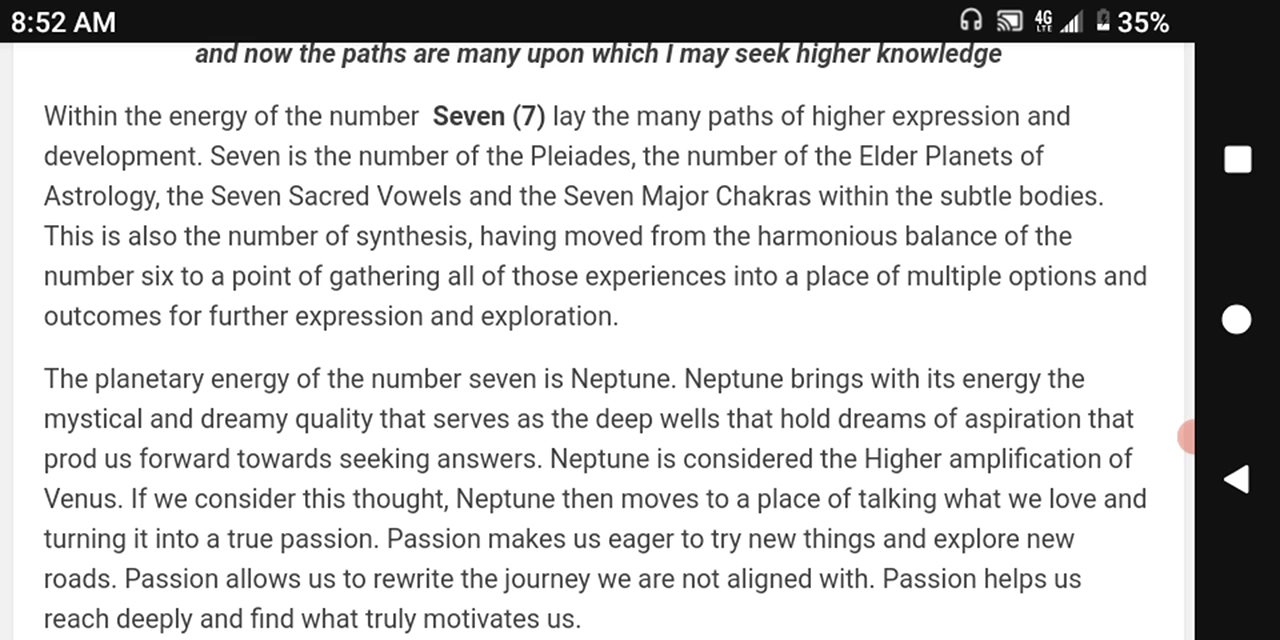 8:52 AM
4G
LTE
35%
and now the paths are many upon which I may seek higher knowledge
Within the energy of the number Seven (7) lay the many paths of higher expression and
development. Seven is the number of the Pleiades, the number of the Elder Planets of
Astrology, the Seven Sacred Vowels and the Seven Major Chakras within the subtle bodies.
This is also the number of synthesis, having moved from the harmonious balance of the
number six to a point of gathering all of those experiences into a place of multiple options and
outcomes for further expression and exploration.
The planetary energy of the number seven is Neptune. Neptune brings with its energy the
mystical and dreamy quality that serves as the deep wells that hold dreams of aspiration that
prod us forward towards seeking answers. Neptune is considered the Higher amplification of
Venus. If we consider this thought, Neptune then moves to a place of talking what we love and
turning it into a true passion. Passion makes us eager to try new things and explore new
roads. Passion allows us to rewrite the journey we are not aligned with. Passion helps us
reach deeply and find what truly motivates us.